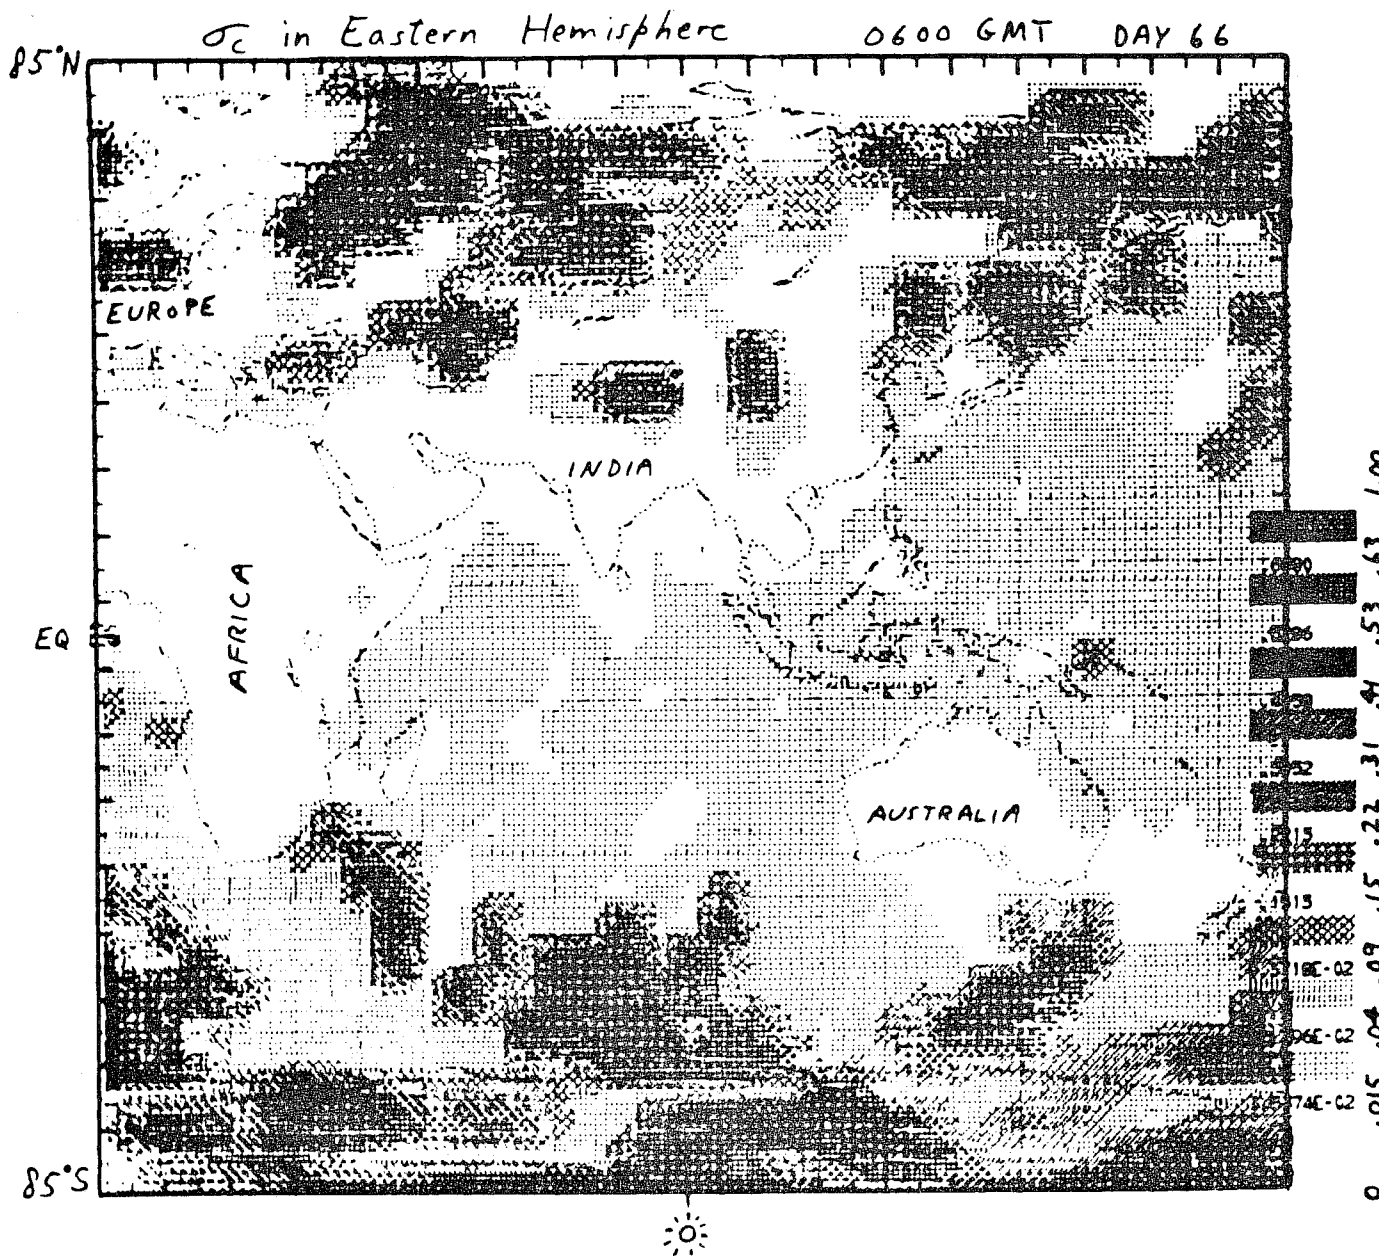 σc in Eastern Hemisphere 0600 GMT DAY 66
85°N
EUROPE
INDIA
AFRICA
EQ
AUSTRALIA
85°S
0 .015 .04 .09 .15 .22 .31 .41 .53 .63 1.00